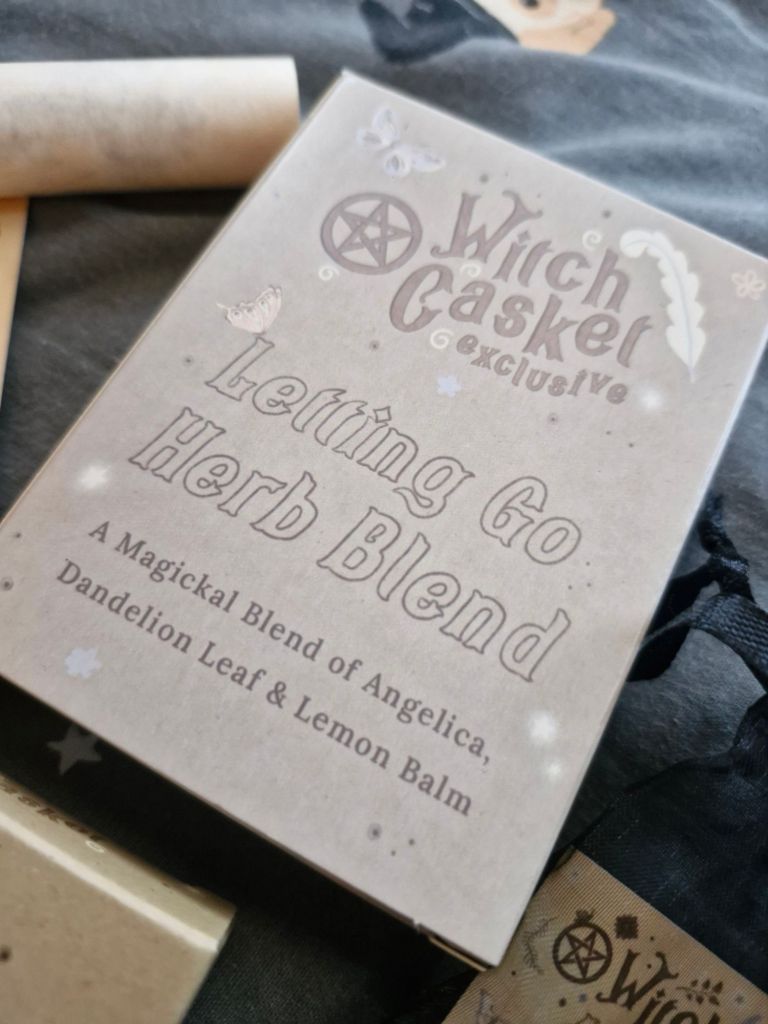 Witch
Casket
exclusive
Letting Go
Herb Blend
A Magickal Blend of Angelica,
Dandelion Leaf & Lemon Balm